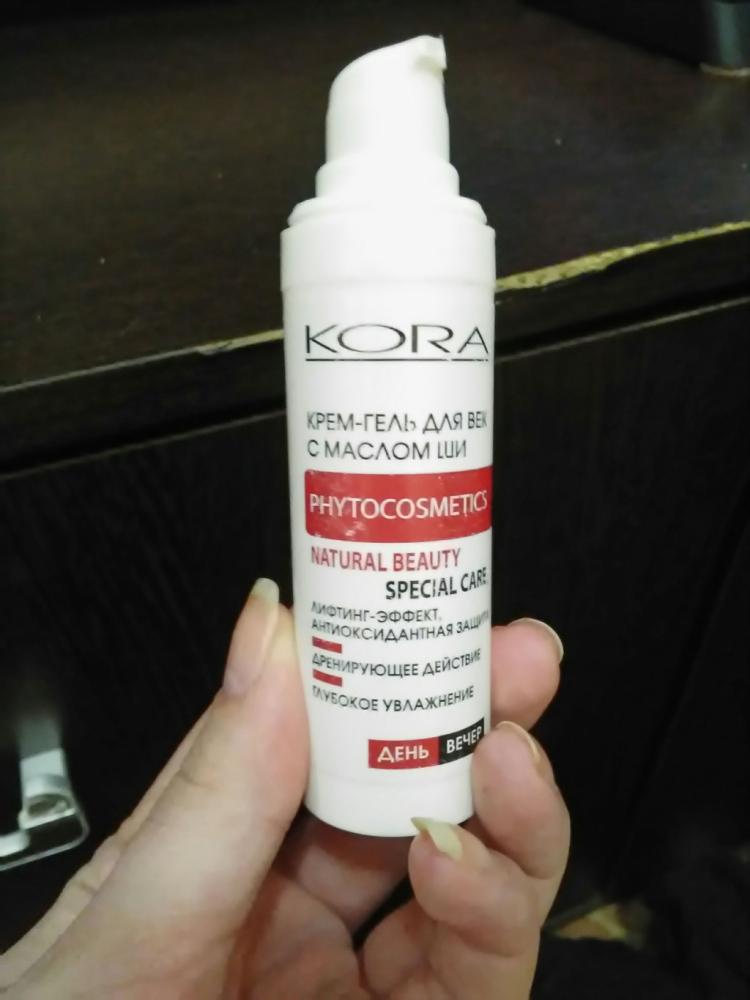 KORA
КРЕМ-ГЕЛЬ ДЛЯ ВЕК
С МАСЛОМ ШИ
PHYTOCOSMETICS
NATURAL BEAUTY
SPECIAL CARE
ЛИФТИНГ-ЭФФЕКТ,
АНТИОКСИДАНТНАЯ ЗАЩИТА
ДРЕНИРУЮЩЕЕ ДЕЙСТВИЕ
ГЛУБОКОЕ УВЛАЖНЕНИЕ
ДЕНЬ ВЕЧЕР